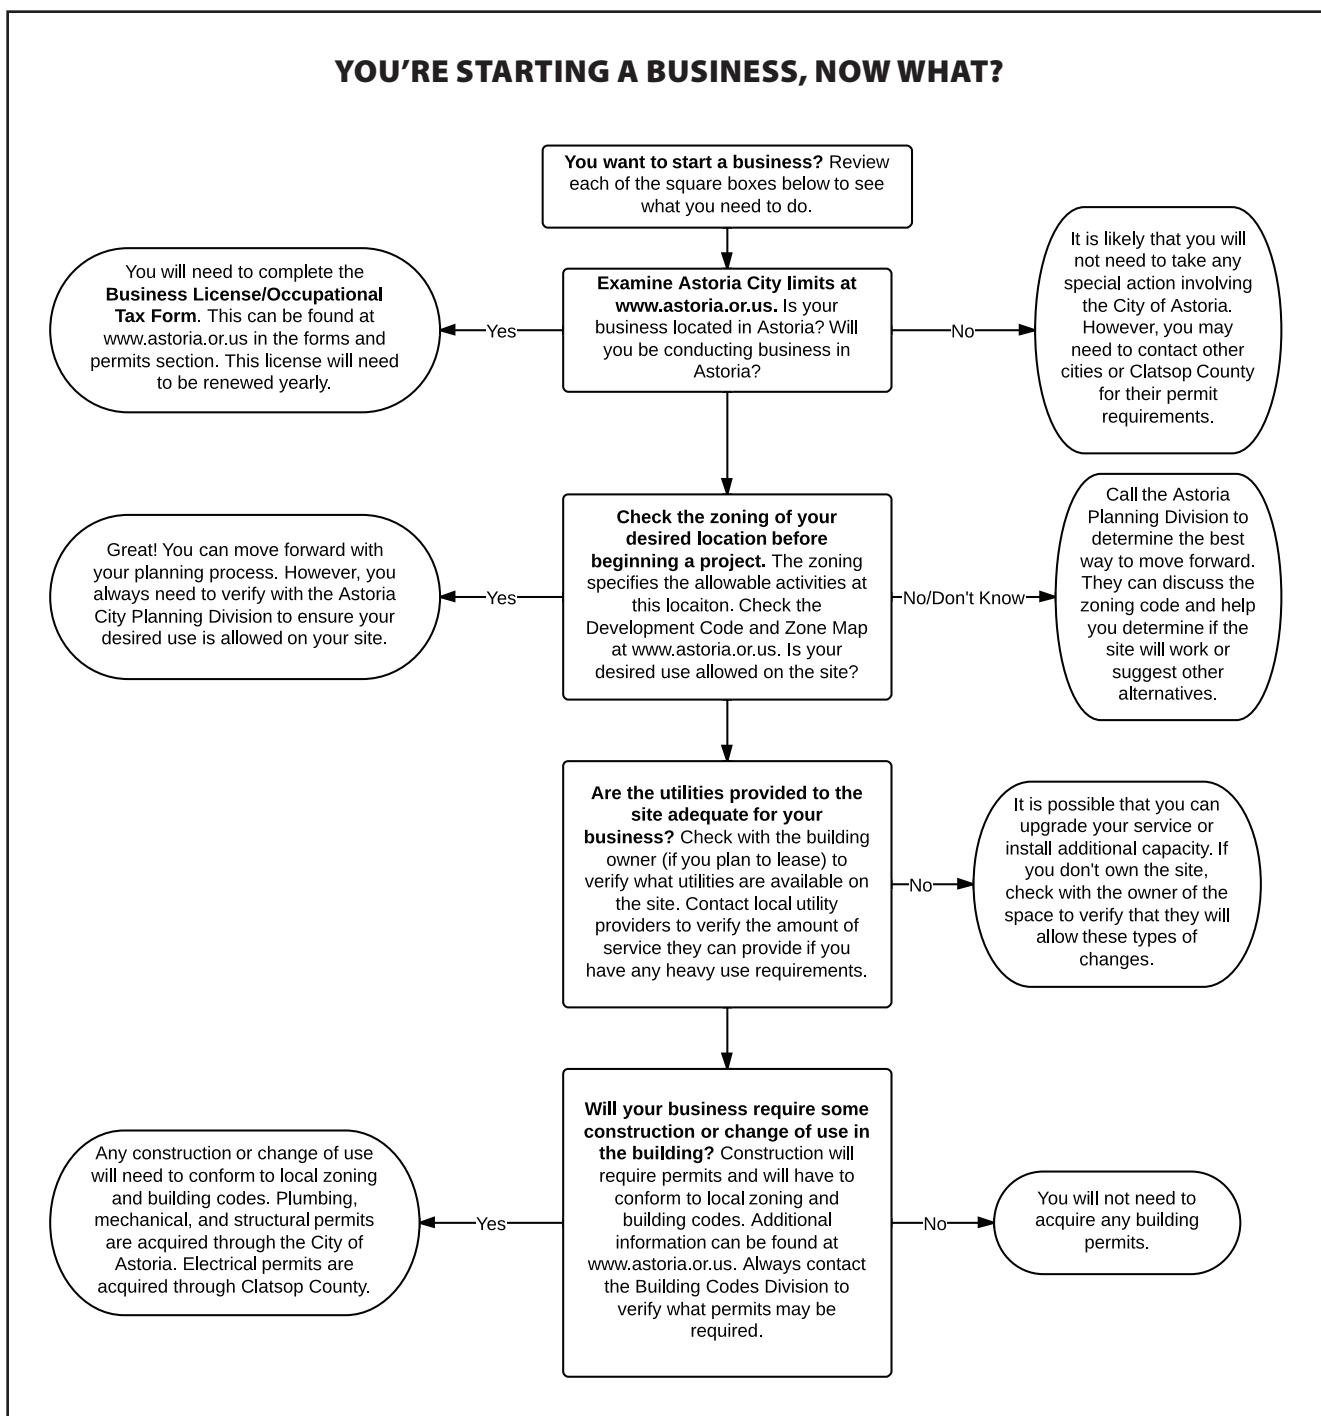 YOU’RE STARTING A BUSINESS, NOW WHAT?
You want to start a business? Review
each of the square boxes below to see
what you need to do.
You will need to complete the
Business License/Occupational
Tax Form. This can be found at
www.astoria.or.us in the forms and
permits section. This license will need
to be renewed yearly.
Yes
Examine Astoria City limits at
www.astoria.or.us. Is your
business located in Astoria? Will
you be conducting business in
Astoria?
No
It is likely that you will
not need to take any
special action involving
the City of Astoria.
However, you may
need to contact other
cities or Clatsop County
for their permit
requirements.
Great! You can move forward with
your planning process. However, you
always need to verify with the Astoria
City Planning Division to ensure your
desired use is allowed on your site.
Yes
Check the zoning of your
desired location before
beginning a project. The zoning
specifies the allowable activities at
this locaiton. Check the
Development Code and Zone Map
at www.astoria.or.us. Is your
desired use allowed on the site?
No/Don't Know
Call the Astoria
Planning Division to
determine the best
way to move forward.
They can discuss the
zoning code and help
you determine if the
site will work or
suggest other
alternatives.
Are the utilities provided to the
site adequate for your
business? Check with the building
owner (if you plan to lease) to
verify what utilities are available on
the site. Contact local utility
providers to verify the amount of
service they can provide if you
have any heavy use requirements.
No
It is possible that you can
upgrade your service or
install additional capacity. If
you don't own the site,
check with the owner of the
space to verify that they will
allow these types of
changes.
Any construction or change of use
will need to conform to local zoning
and building codes. Plumbing,
mechanical, and structural permits
are acquired through the City of
Astoria. Electrical permits are
acquired through Clatsop County.
Yes
Will your business require some
construction or change of use in
the building? Construction will
require permits and will have to
conform to local zoning and
building codes. Additional
information can be found at
www.astoria.or.us. Always contact
the Building Codes Division to
verify what permits may be
required.
No
You will not need to
acquire any building
permits.